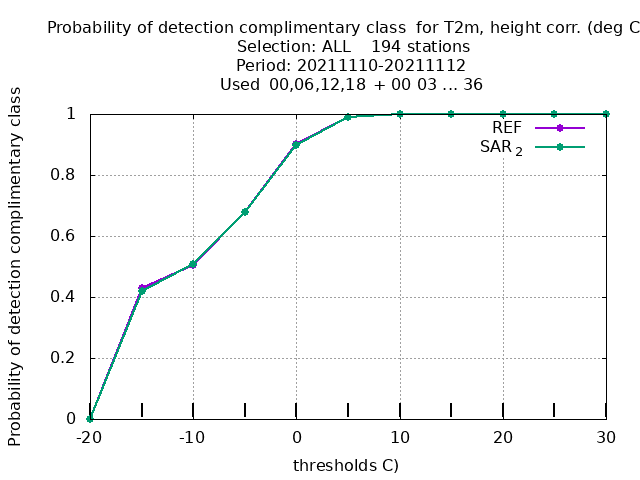 Probability of detection complimentary class  for T2m, height corr. (deg C
Selection: ALL    194 stations
Period: 20211110-20211112
Used  00,06,12,18  + 00 03 ... 36
Probability of detection complimentary class
1
0.8
0.6
0.4
0.2
0
REF
SAR 2
-20 -10 0 10 20 30
thresholds C)